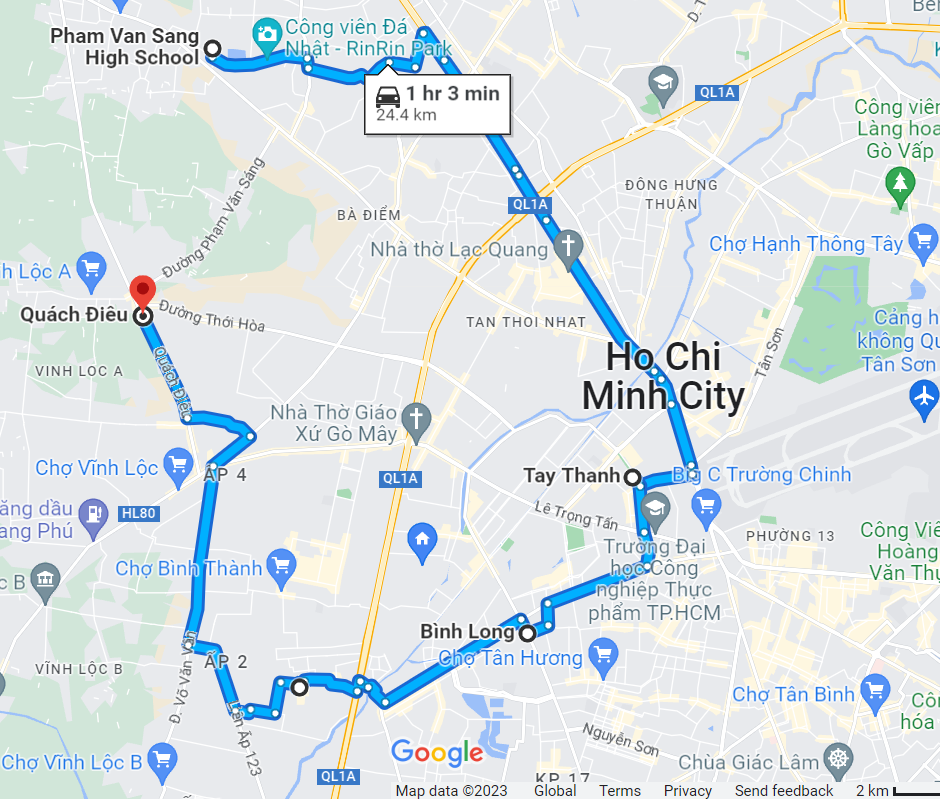 Pham Van Sang
High School
Công viên Đá
Nhật - RinRin Park
1 hr 3 min
24.4 km
QL1A
Công viên
Làng hoa
Gò Vấp
ĐÔNG HƯNG
THUẬN
BÀ ĐIỂM
QL1A
Đường Phạm Văn Sáng
Nhà thờ Lạc Quang
Chợ Hạnh Thông Tây
nh Lộc A
Quách Điêu
Đường Thới Hòa
TAN THOI NHAT
Cảng h
không Qu
Tân Sơn
Tân Sơn
Ho Chi
Minh City
VINH LOC A
Quách Điêu
Nhà Thờ Giáo
Xứ Gò Mây
Chợ Vĩnh Lộc
ẤP 4
QL1A
Tay Thanh
Big C Trường Chinh
ăng dầu
ang Phú
HL80
Lê Trọng Tấn
PHƯỜNG 13
Công Viê
Hoàng
Văn Thụ
Trường Đại
học Công
nghiệp Thực
phẩm TP.HCM
Chợ Bình Thành
c B
Bình Long
Chợ Tân Hương
ẤP 2
VĨNH LỘC B
Đ. Võ Văn Vân
Liên Ấp 123
Chợ Tân Bình
Côn
hóa
Nguyễn Sơn
Chùa Giác Lâm
Chợ Vĩnh Lộc B
Google
QL1A
KP 17
Map data ©2023
Global
Terms
Privacy
Send feedback
2 km